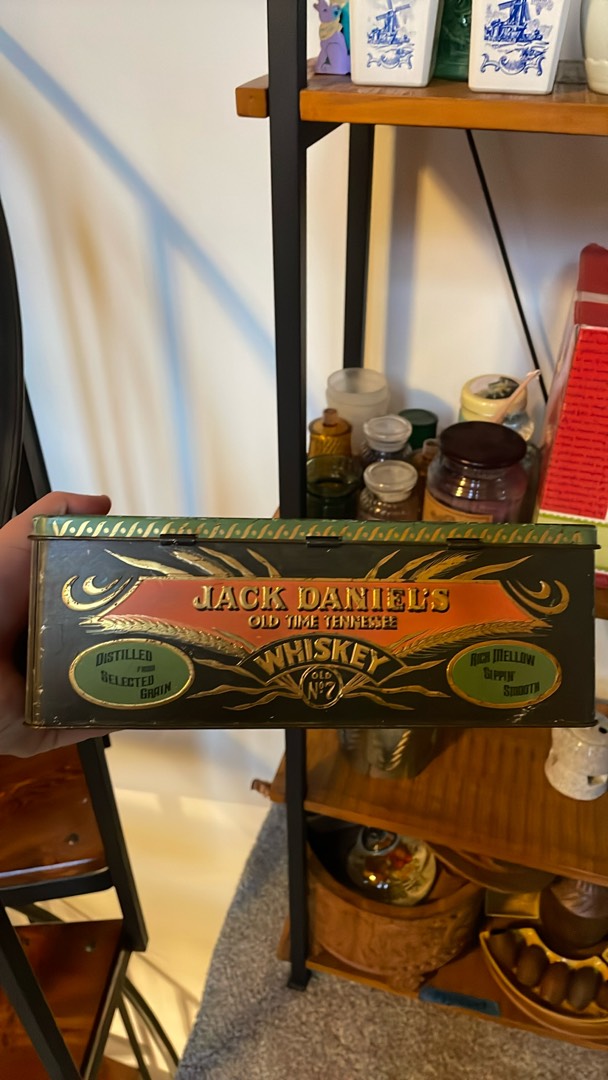 JACK DANIEL'S
OLD TIME TENNESSEE
WHISKEY
OLD
Nº7
DISTILLED
FROM
SELECTED
GRAIN
RICH MELLOW
SIPPIN'
SMOOTH